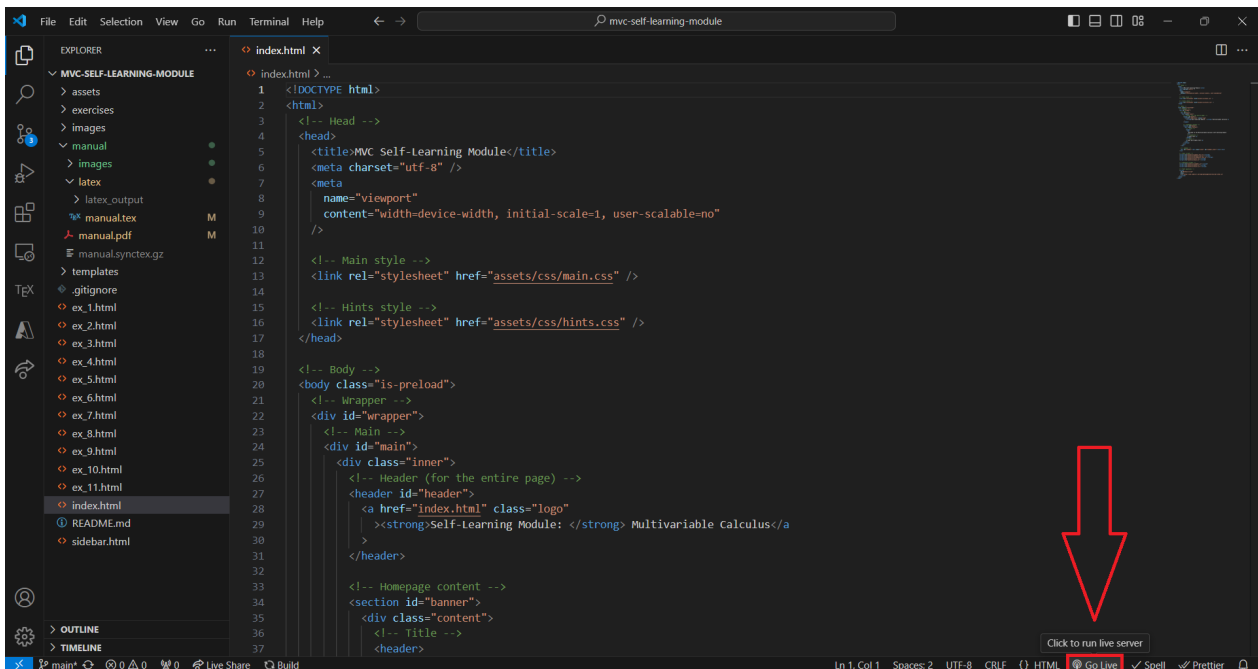 File Edit Selection View Go Run Terminal Help
mvc-self-learning-module
EXPLORER
MVC-SELF-LEARNING-MODULE
assets
exercises
images
manual
images
latex
latex_output
TEX manual.tex M
manual.pdf M
manual.synctex.gz
templates
.gitignore
ex_1.html
ex_2.html
ex_3.html
ex_4.html
ex_5.html
ex_6.html
ex_7.html
ex_8.html
ex_9.html
ex_10.html
ex_11.html
index.html
README.md
sidebar.html
OUTLINE
TIMELINE
3
TEX
index.html
index.html > ...
1 <!DOCTYPE html>
2 <html>
3 <!-- Head -->
4 <head>
5 <title>MVC Self-Learning Module</title>
6 <meta charset="utf-8" />
7 <meta
8 name="viewport"
9 content="width=device-width, initial-scale=1, user-scalable=no"
10 />
11
12 <!-- Main style -->
13 <link rel="stylesheet" href="assets/css/main.css" />
14
15 <!-- Hints style -->
16 <link rel="stylesheet" href="assets/css/hints.css" />
17 </head>
18
19 <!-- Body -->
20 <body class="is-preload">
21 <!-- Wrapper -->
22 <div id="wrapper">
23 <!-- Main -->
24 <div id="main">
25 <div class="inner">
26 <!-- Header (for the entire page) -->
27 <header id="header">
28 <a href="index.html" class="logo"
29 ><strong>Self-Learning Module: </strong> Multivariable Calculus</a
30 >
31 </header>
32
33 <!-- Homepage content -->
34 <section id="banner">
35 <div class="content">
36 <!-- Title -->
37 <header>
Click to run live server
main* 0 0 0 Live Share Build Ln 1, Col 1 Spaces: 2 UTF-8 CRLF {} HTML Go Live Spell Prettier